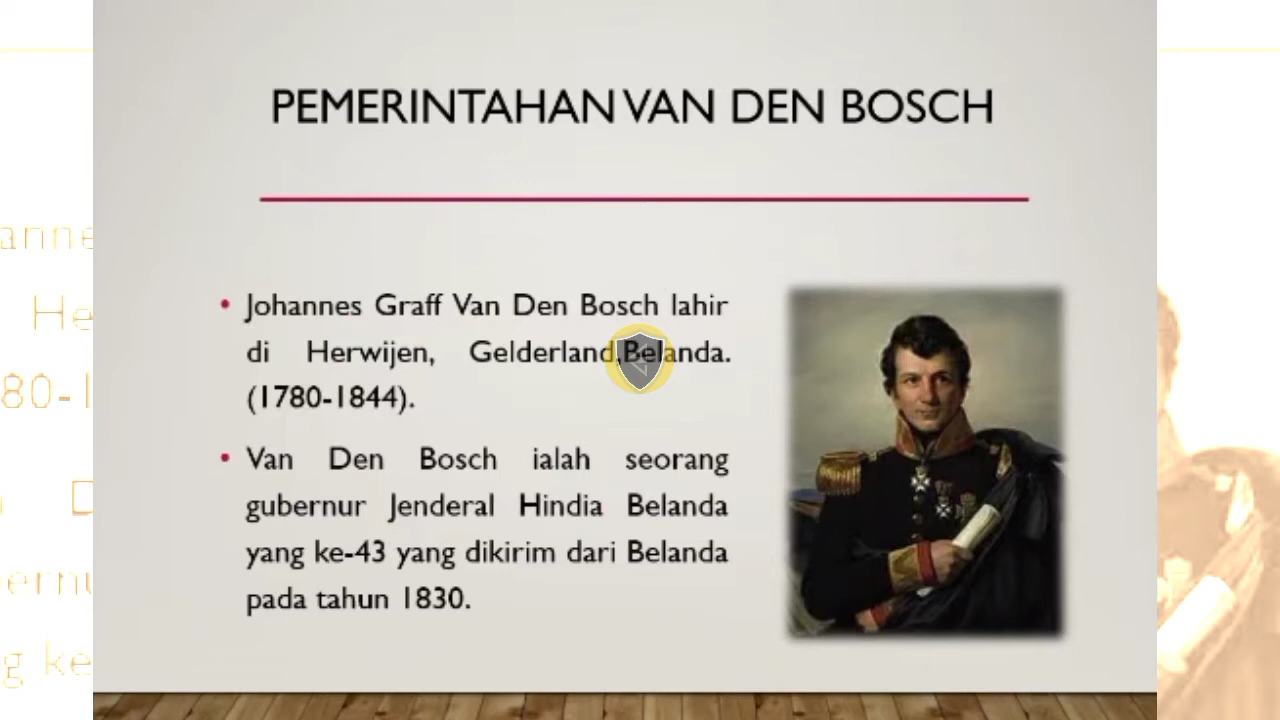 PEMERINTAHAN VAN DEN BOSCH
• Johannes Graff Van Den Bosch lahir
di Herwijen, Gelderland,Belanda.
(1780-1844).
• Van Den Bosch ialah seorang
gubernur Jenderal Hindia Belanda
yang ke-43 yang dikirim dari Belanda
pada tahun 1830.